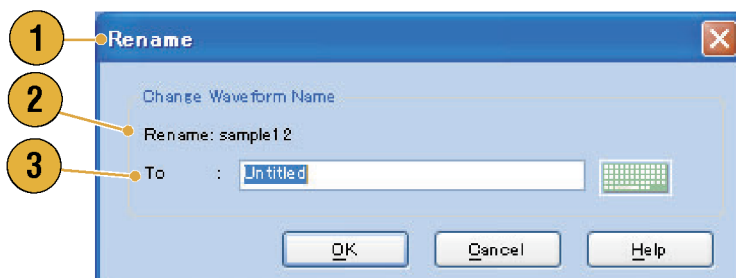 1
Rename
2
Change Waveform Name
Rename: sample12
3
To : Untitled
OK Cancel Help